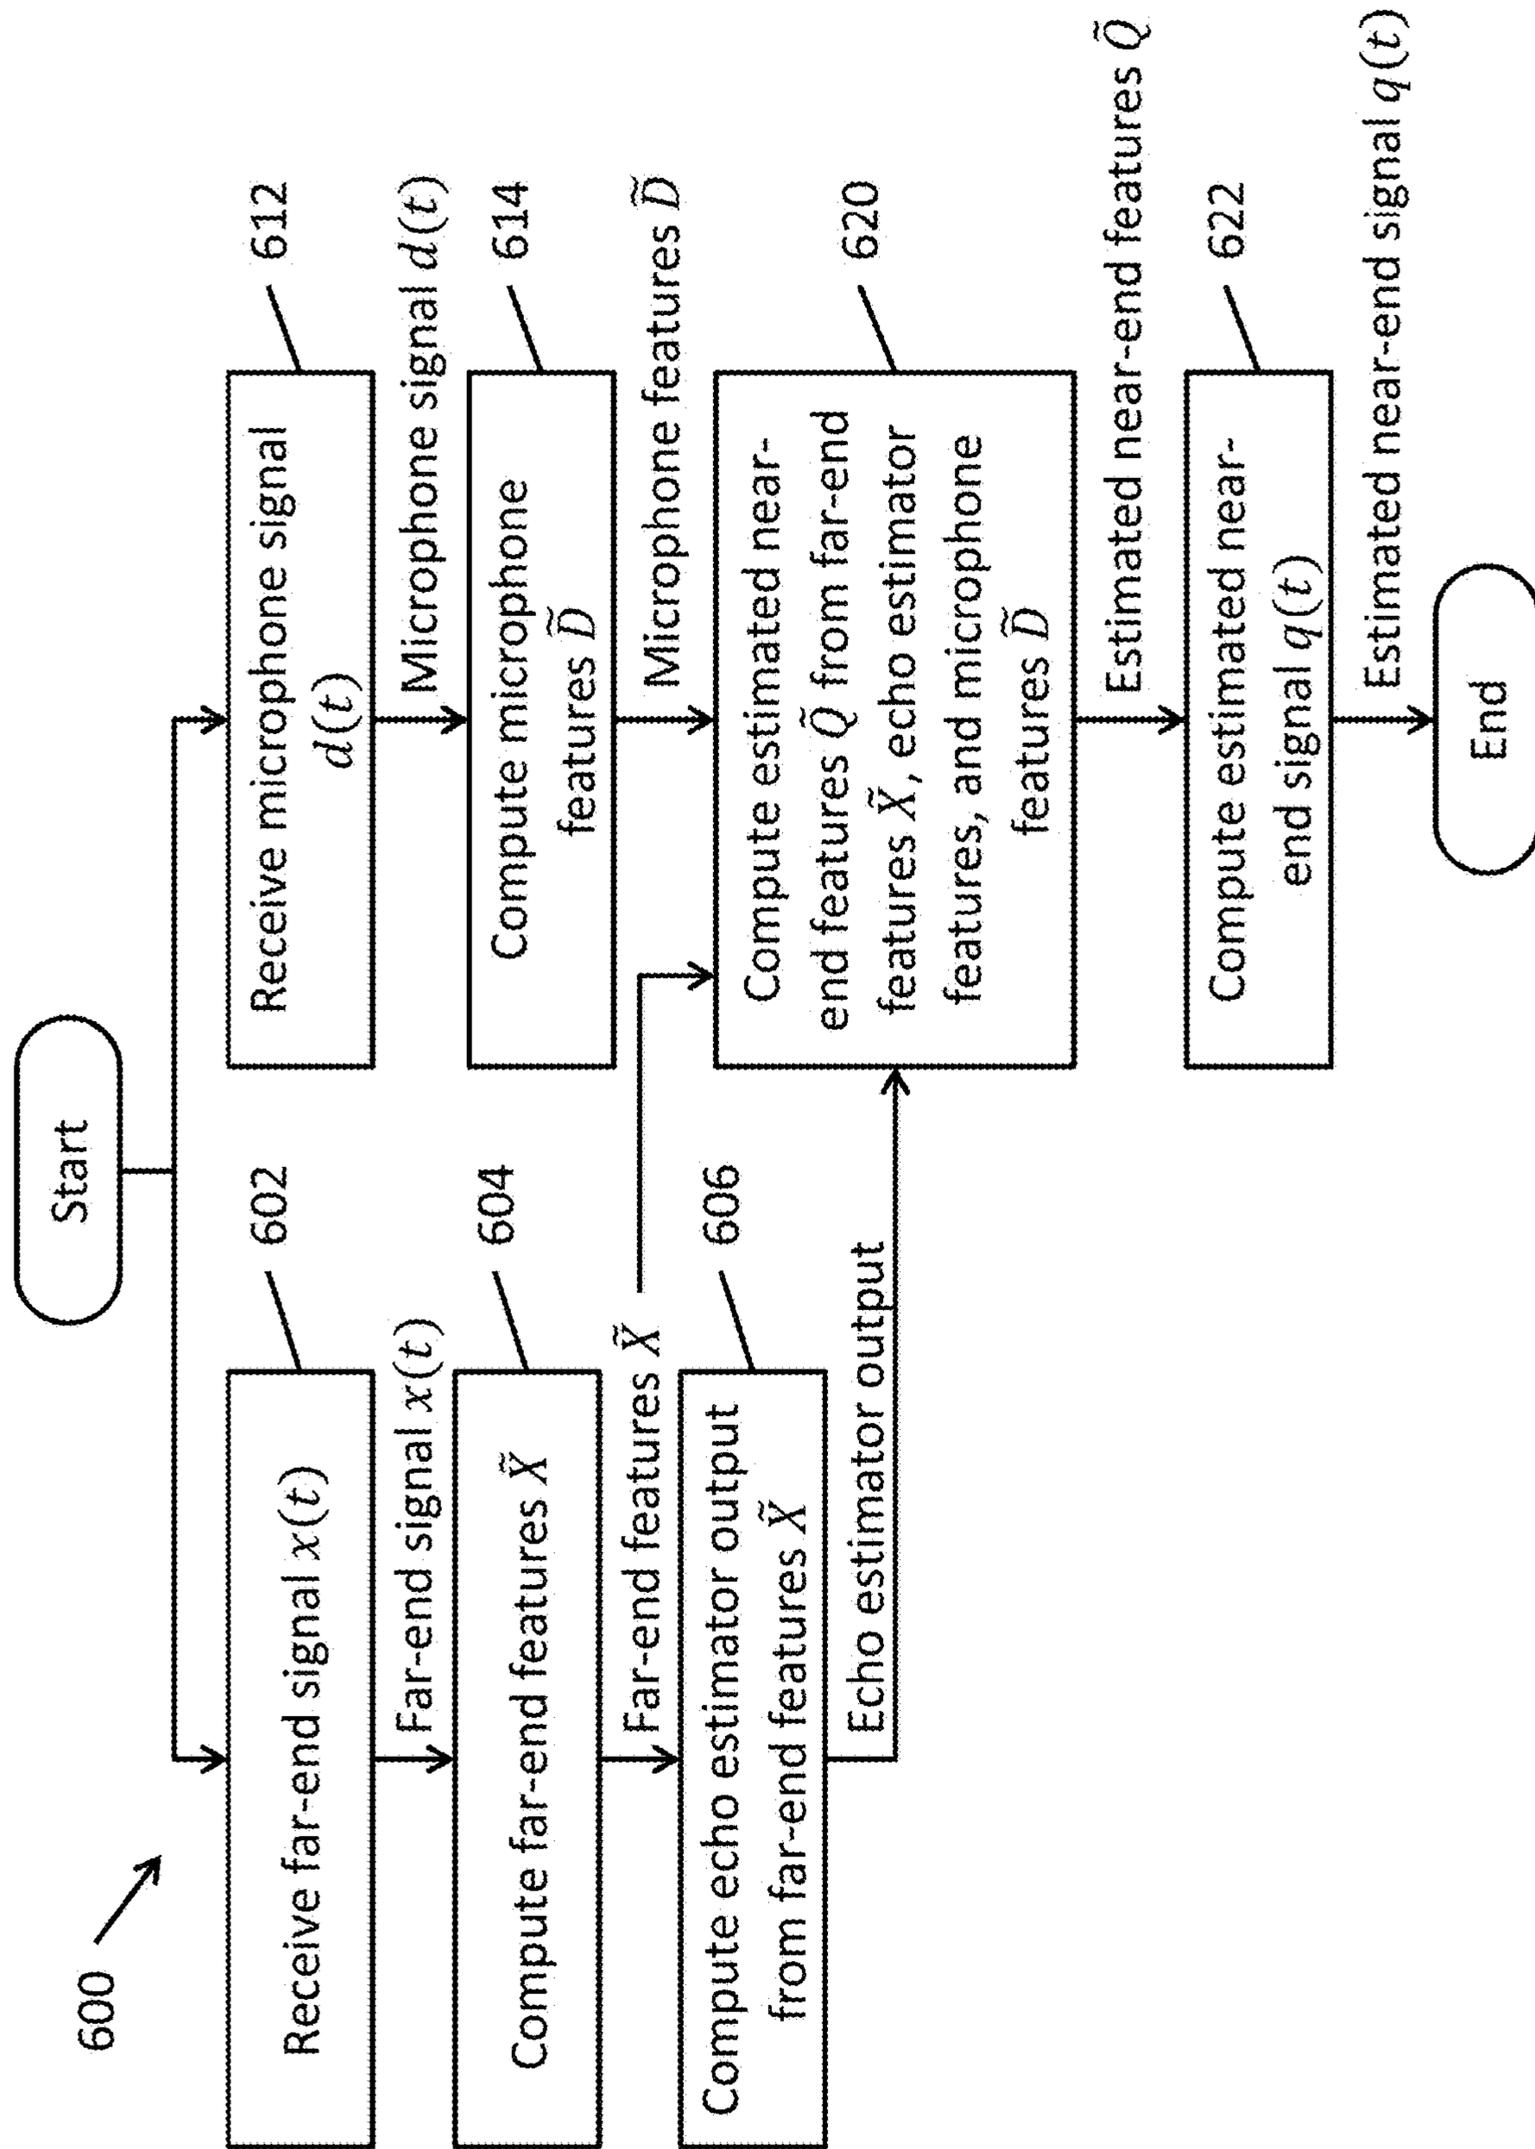 600
Start
602
Receive far-end signal x(t)
Far-end signal x(t)
604
Compute far-end features X̃
Far-end features X̃
606
Compute echo estimator output
from far-end features X̃
Echo estimator output
612
Receive microphone signal
d(t)
Microphone signal d(t)
614
Compute microphone
features D̃
Microphone features D̃
620
Compute estimated near-
end features Q̃ from far-end
features X̃, echo estimator
features, and microphone
features D̃
Estimated near-end features Q̃
622
Compute estimated near-
end signal q(t)
Estimated near-end signal q(t)
End